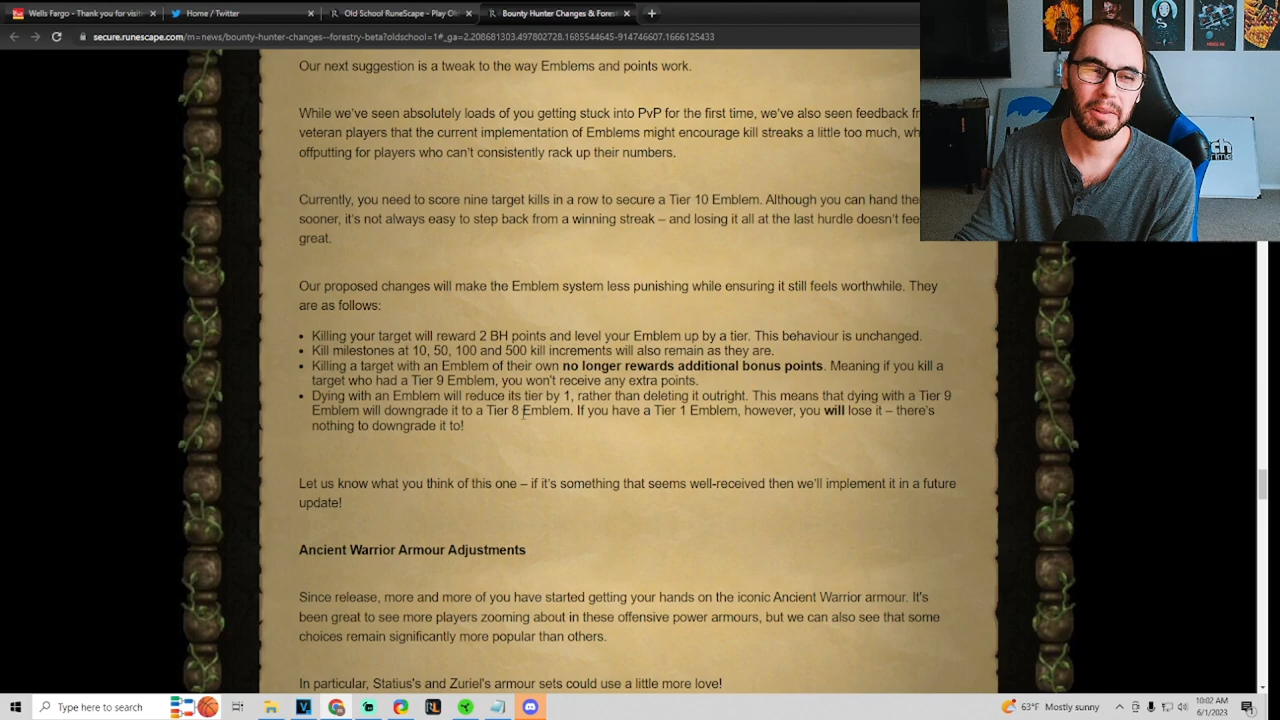 Wells Fargo - Thank you for visit
Home / Twitter
Old School RuneScape - Play Ol
Bounty Hunter Changes & Fores
secure.runescape.com/m=news/bounty-hunter-changes--forestry-beta?oldschool=1#_ga=2.208681303.497802728.1685544645-914746607.1666125433
Our next suggestion is a tweak to the way Emblems and points work.
While we've seen absolutely loads of you getting stuck into PvP for the first time, we've also seen feedback fr
veteran players that the current implementation of Emblems might encourage kill streaks a little too much, wh
offputting for players who can't consistently rack up their numbers.
Currently, you need to score nine target kills in a row to secure a Tier 10 Emblem. Although you can hand the
sooner, it's not always easy to step back from a winning streak – and losing it all at the last hurdle doesn't fee
great.
Our proposed changes will make the Emblem system less punishing while ensuring it still feels worthwhile. They
are as follows:
• Killing your target will reward 2 BH points and level your Emblem up by a tier. This behaviour is unchanged.
• Kill milestones at 10, 50, 100 and 500 kill increments will also remain as they are.
• Killing a target with an Emblem of their own no longer rewards additional bonus points. Meaning if you kill a
target who had a Tier 9 Emblem, you won't receive any extra points.
• Dying with an Emblem will reduce its tier by 1, rather than deleting it outright. This means that dying with a Tier 9
Emblem will downgrade it to a Tier 8 Emblem. If you have a Tier 1 Emblem, however, you will lose it – there's
nothing to downgrade it to!
Let us know what you think of this one – if it's something that seems well-received then we'll implement it in a future
update!
Ancient Warrior Armour Adjustments
Since release, more and more of you have started getting your hands on the iconic Ancient Warrior armour. It's
been great to see more players zooming about in these offensive power armours, but we can also see that some
choices remain significantly more popular than others.
In particular, Statius's and Zuriel's armour sets could use a little more love!
Type here to search
63°F Mostly sunny
10:02 AM
6/1/2023